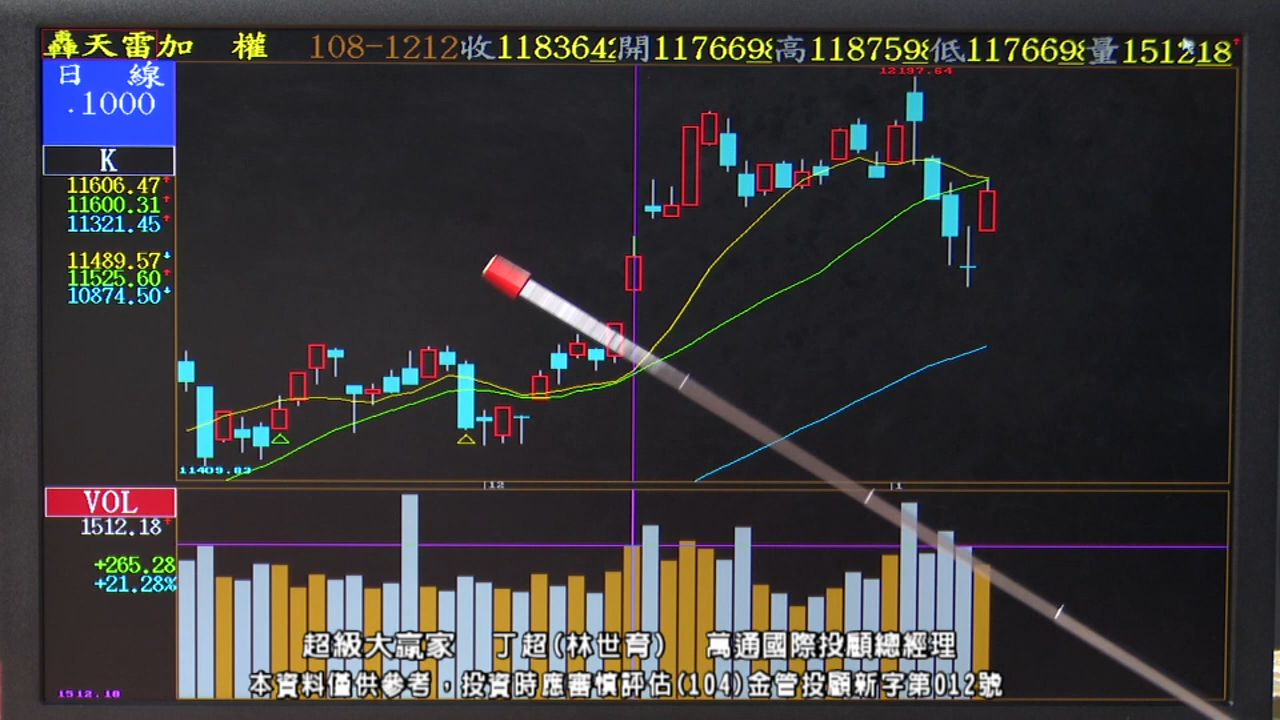 轟天雷加 權 108-1212收1183642開1176698高1187598低1176698量151218↑
日 線
.1000
12197.64
K
11606.47↑
11600.31↑
11321.45↑
11489.57↓
11525.60↑
10874.50↓
11409.83
12
1
VOL
1512.18↑
+265.28
+21.28%
超級大贏家 丁超(林世育) 萬通國際投顧總經理
本資料僅供參考，投資時應審慎評估(104)金管投顧新字第012號
1512.18